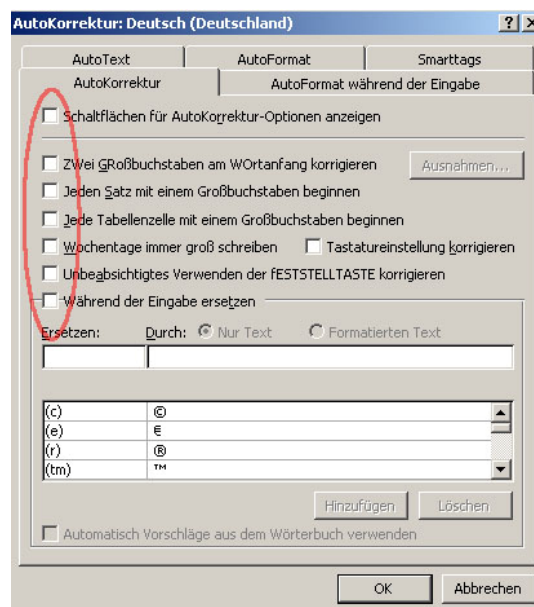 AutoKorrektur: Deutsch (Deutschland)
AutoText AutoFormat Smarttags
AutoKorrektur AutoFormat während der Eingabe
Schaltflächen für AutoKorrektur-Optionen anzeigen
ZWei GRoßbuchstaben am WOrtanfang korrigieren Ausnahmen...
Jeden Satz mit einem Großbuchstaben beginnen
Jede Tabellenzelle mit einem Großbuchstaben beginnen
Wochentage immer groß schreiben Tastatureinstellung korrigieren
Unbeabsichtigtes Verwenden der fESTSTELLTASTE korrigieren
Während der Eingabe ersetzen
Ersetzen: Durch: Nur Text Formatierten Text
(c) ©
(e) €
(r) ®
(tm) ™
Hinzufügen Löschen
Automatisch Vorschläge aus dem Wörterbuch verwenden
OK Abbrechen